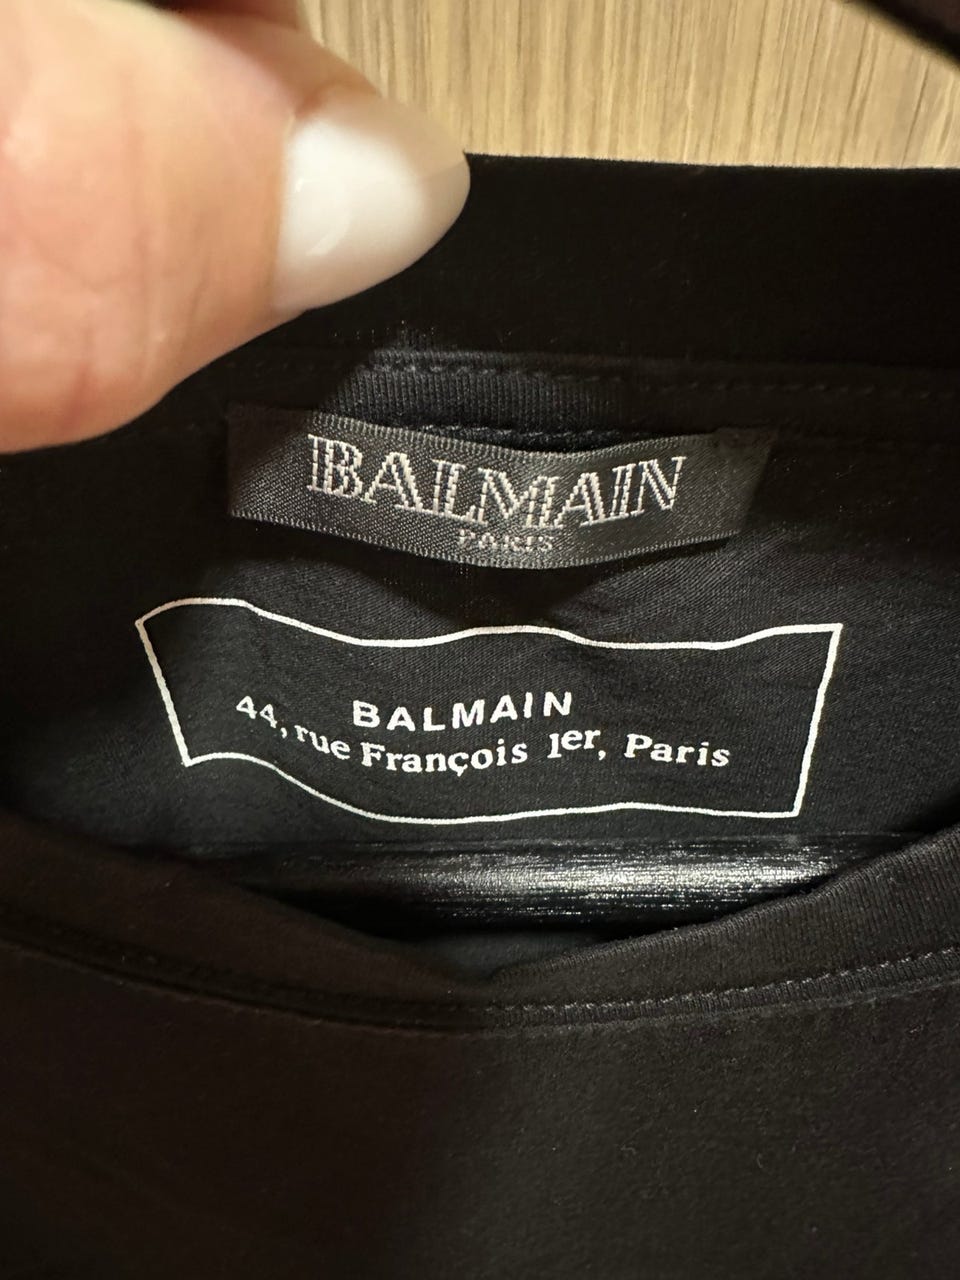 BALMAIN
PARIS
BALMAIN
44, rue François 1er, Paris